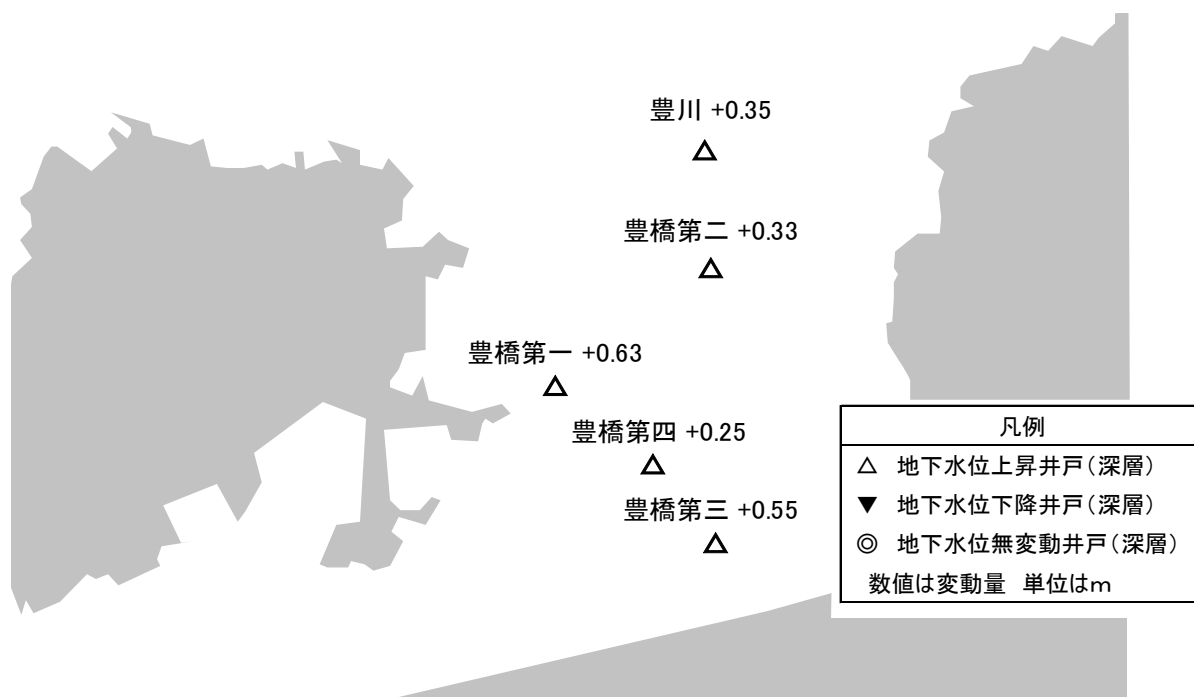 豊川 +0.35
△
豊橋第二 +0.33
△
豊橋第一 +0.63
△
豊橋第四 +0.25
△
豊橋第三 +0.55
△
凡例
△ 地下水位上昇井戸(深層)
▼ 地下水位下降井戸(深層)
◎ 地下水位無変動井戸(深層)
数値は変動量 単位はm